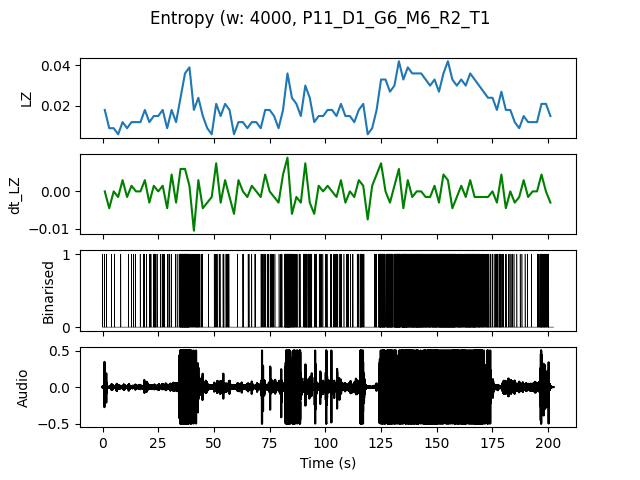 Entropy (w: 4000, P11_D1_G6_M6_R2_T1
0.04
0.02
LZ
0.00
−0.01
dt_LZ
1
0
Binarised
0.5
0.0
−0.5
Audio
0 25 50 75 100 125 150 175 200
Time (s)